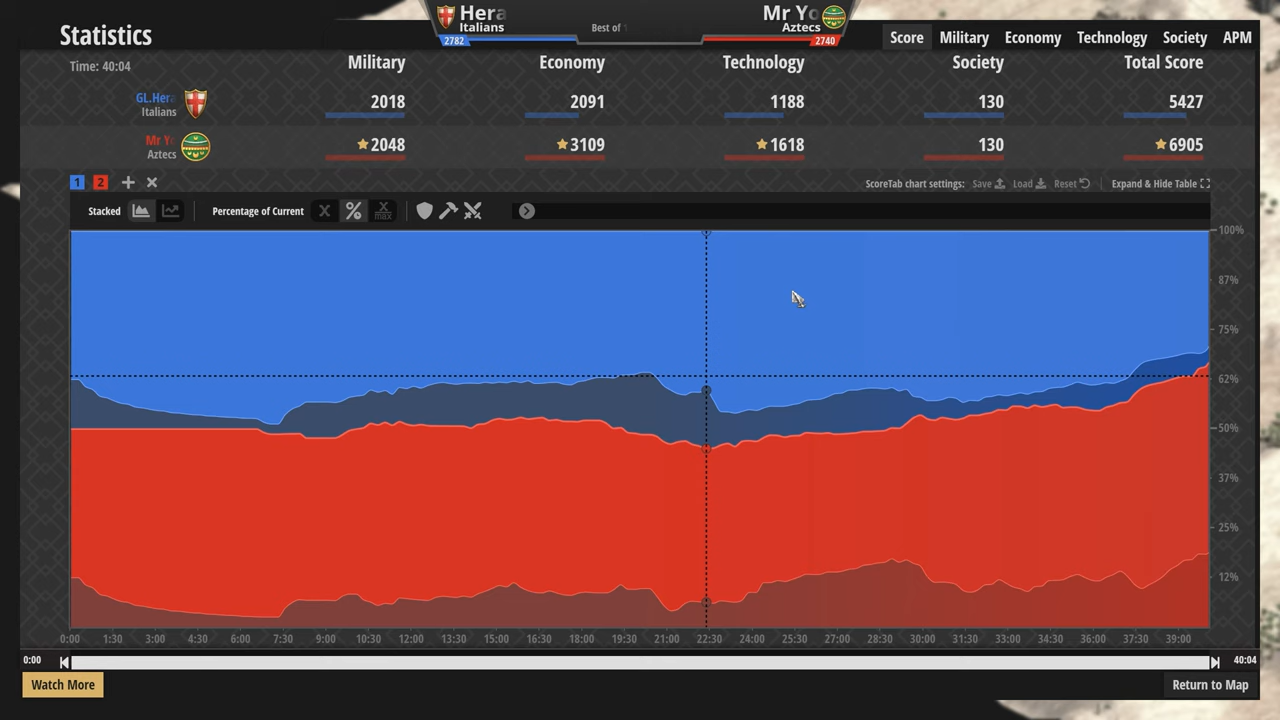 Statistics
Hera
Italians
Best of
Mr Yo
Aztecs
2782
2740
Score Military Economy Technology Society APM
Time: 40:04
Military Economy Technology Society Total Score
GL.Hera
Italians
2018 2091 1188 130 5427
Mr Y
Aztecs
2048 3109 1618 130 6905
1 2
ScoreTab chart settings: Save Load Reset Expand & Hide Table
Stacked Percentage of Current X % X max
100%
87%
75%
62%
50%
37%
25%
12%
0:00 1:30 3:00 4:30 6:00 7:30 9:00 10:30 12:00 13:30 15:00 16:30 18:00 19:30 21:00 22:30 24:00 25:30 27:00 28:30 30:00 31:30 33:00 34:30 36:00 37:30 39:00
0:00 40:04
Watch More Return to Map